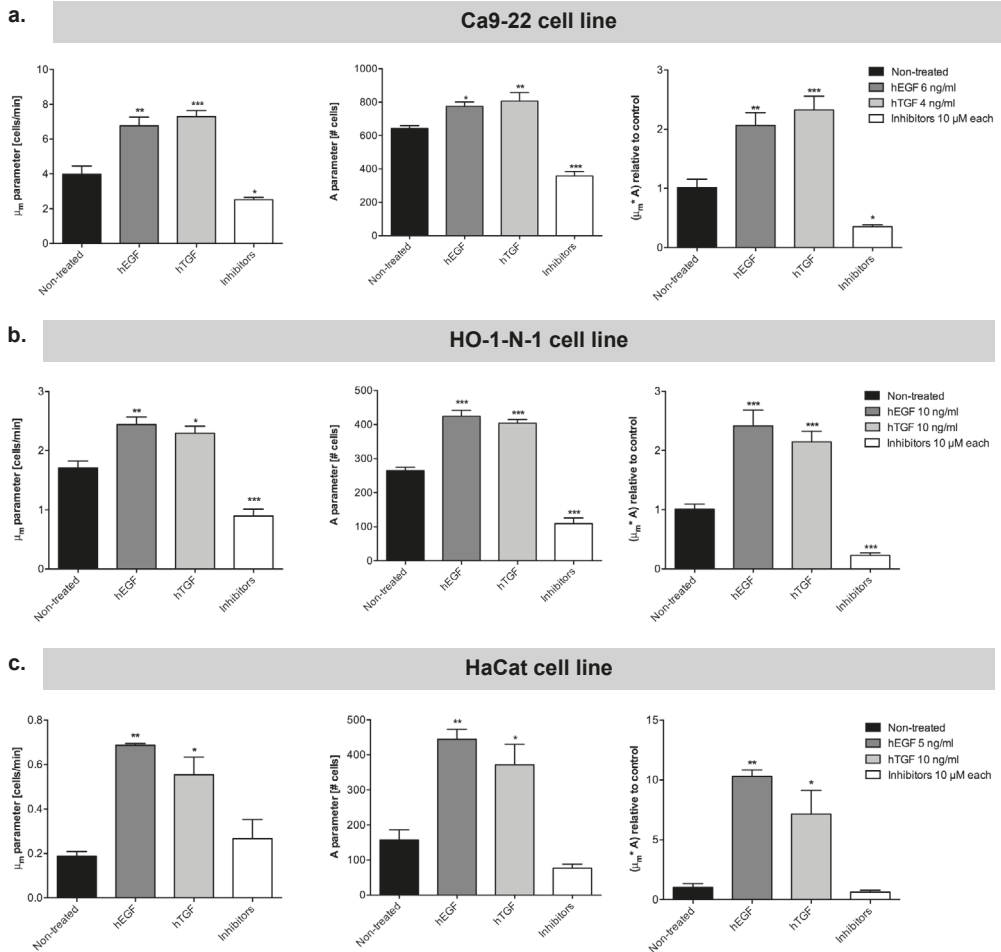 a.
Ca9-22 cell line
μm parameter [cells/min]
10
8
6
4
2
0
**
***
*
Non-treated
hEGF
hTGF
Inhibitors
A parameter [# cells]
1000
800
600
400
200
0
*
**
***
Non-treated
hEGF
hTGF
Inhibitors
(μm* A) relative to control
3
2
1
0
**
***
*
Non-treated
hEGF
hTGF
Inhibitors
Non-treated
hEGF 6 ng/ml
hTGF 4 ng/ml
Inhibitors 10 μM each
b.
HO-1-N-1 cell line
μm parameter [cells/min]
3
2
1
0
**
*
***
Non-treated
hEGF
hTGF
Inhibitors
A parameter [# cells]
500
400
300
200
100
0
***
***
***
Non-treated
hEGF
hTGF
Inhibitors
(μm* A) relative to control
3
2
1
0
***
***
***
Non-treated
hEGF
hTGF
Inhibitors
Non-treated
hEGF 10 ng/ml
hTGF 10 ng/ml
Inhibitors 10 μM each
c.
HaCat cell line
μm parameter [cells/min]
0.8
0.6
0.4
0.2
0.0
**
*
Non-treated
hEGF
hTGF
Inhibitors
A parameter [# cells]
500
400
300
200
100
0
**
*
Non-treated
hEGF
hTGF
Inhibitors
(μm* A) relative to control
15
10
5
0
**
*
Non-treated
hEGF
hTGF
Inhibitors
Non-treated
hEGF 5 ng/ml
hTGF 10 ng/ml
Inhibitors 10 μM each